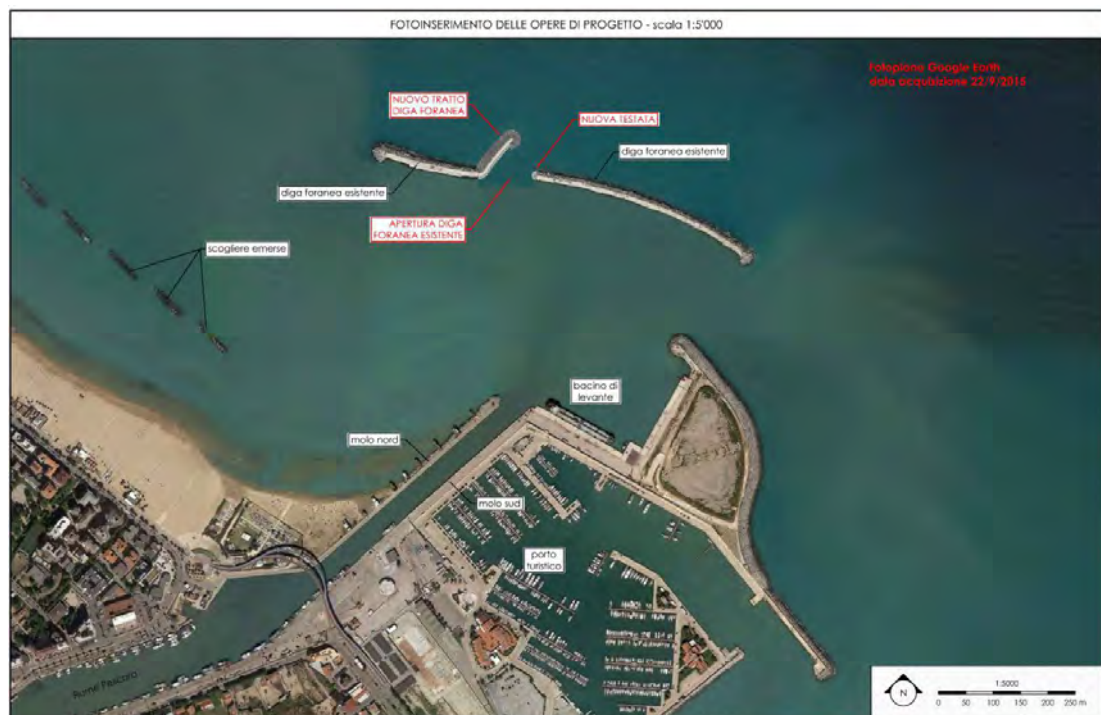 FOTOINSERIMENTO DELLE OPERE DI PROGETTO - scala 1:5'000
Fotopiano Google Earth
data acquisizione 22/9/2015
NUOVO TRATTO
DIGA FORANEA
NUOVA TESTATA
diga foranea esistente
diga foranea esistente
APERTURA DIGA
FORANEA ESISTENTE
scogliere emerse
bacino di
levante
molo nord
molo sud
porto
turistico
Fiume Pescara
N
1:5000
0 50 100 150 200 250 m